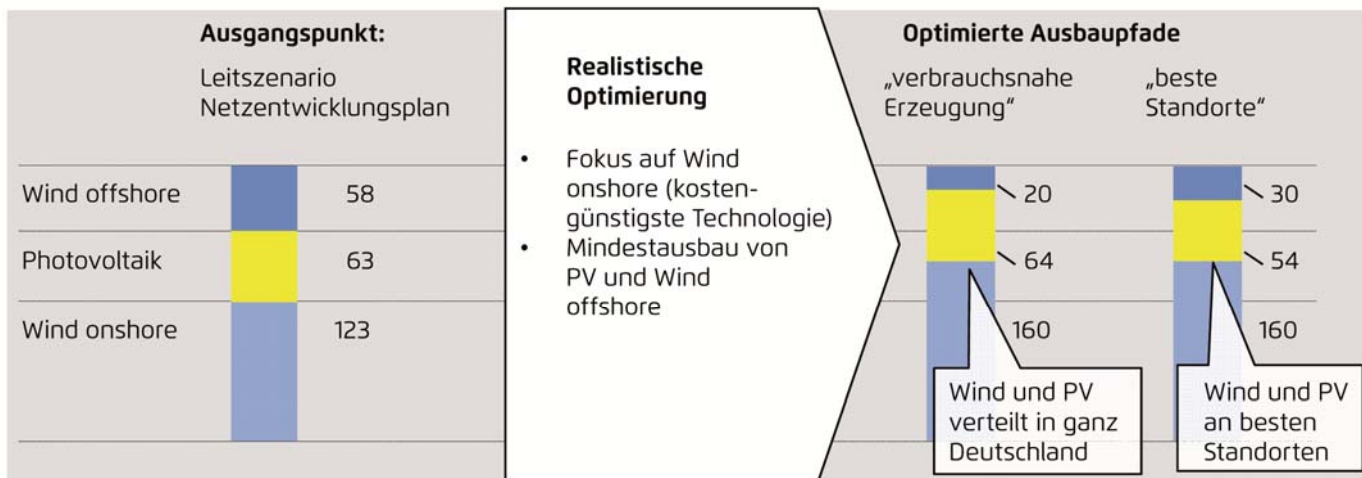 Ausgangspunkt:
Leitszenario
Netzentwicklungsplan
Wind offshore 58
Photovoltaik 63
Wind onshore 123
Realistische
Optimierung
• Fokus auf Wind
onshore (kosten-
günstigste Technologie)
• Mindestausbau von
PV und Wind
offshore
Optimierte Ausbaupfade
„verbrauchsnahe
Erzeugung“
„beste
Standorte“
20 30
64 54
160 160
Wind und PV
verteilt in ganz
Deutschland
Wind und PV
an besten
Standorten